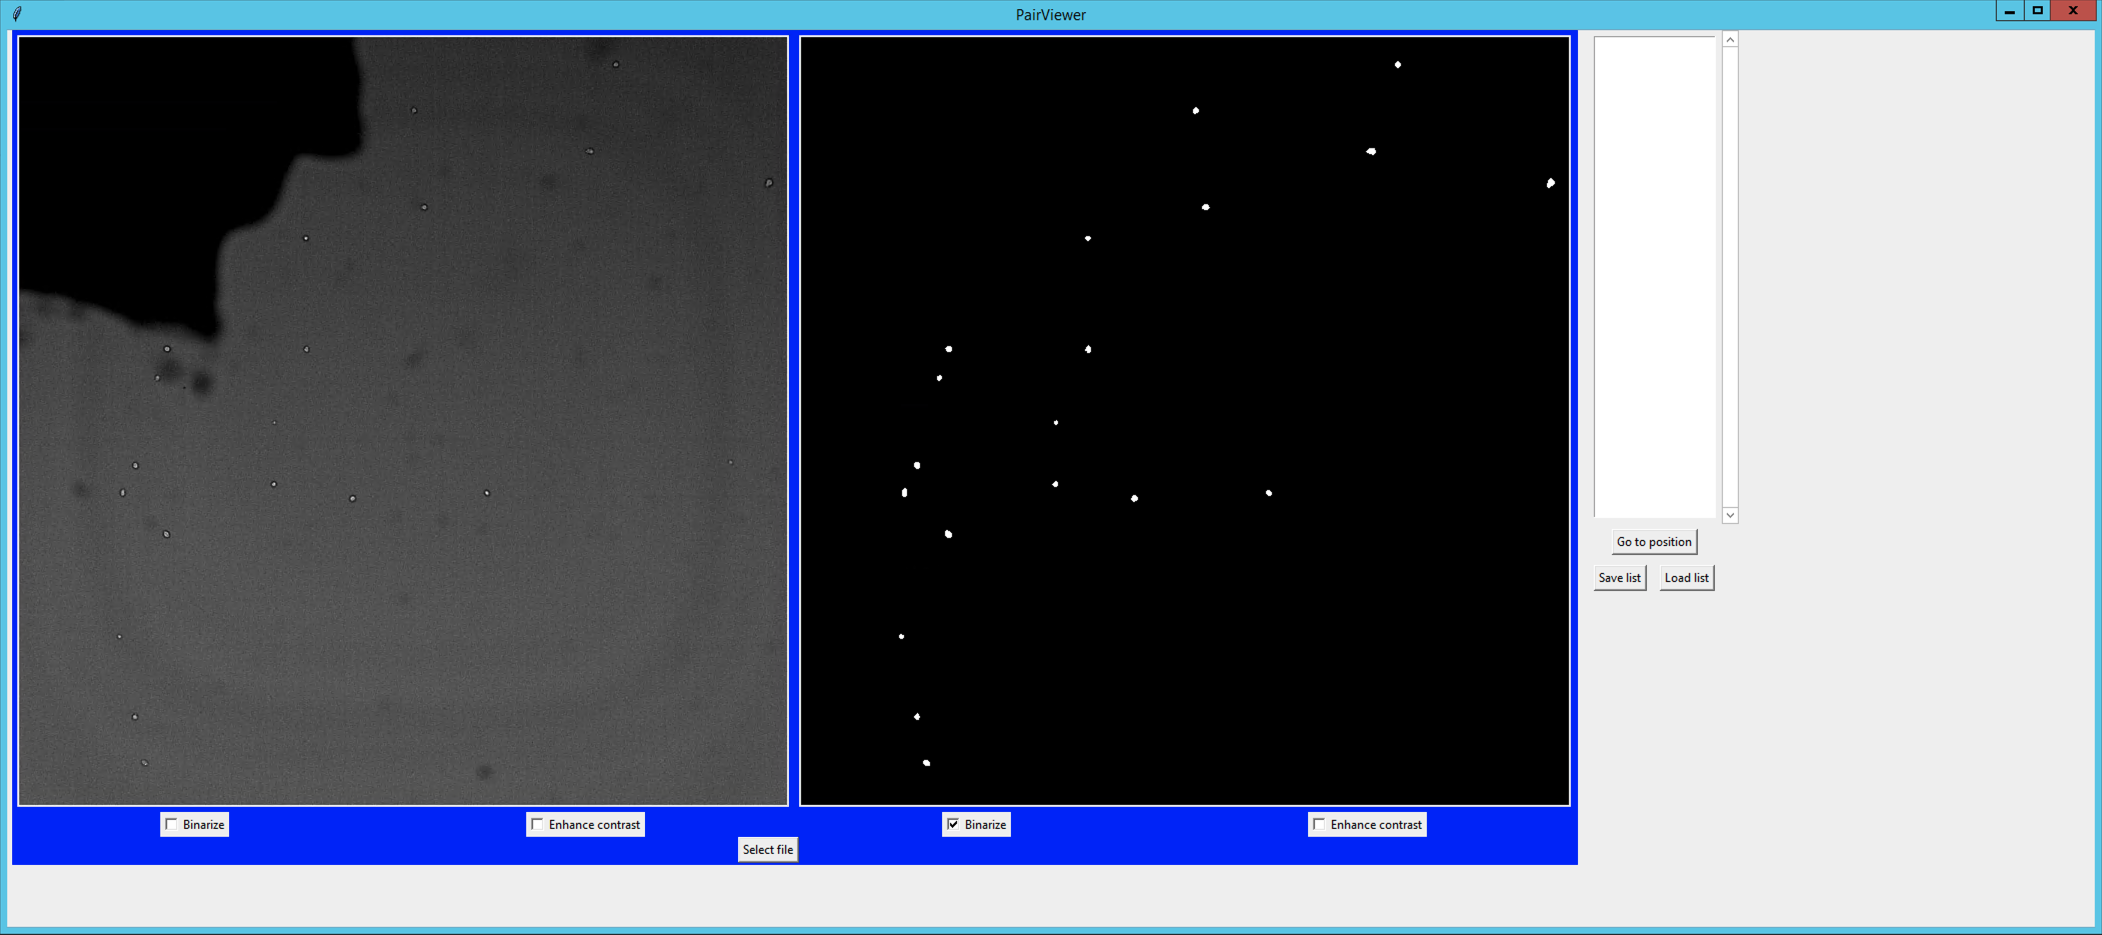 PairViewer
Go to position
Save list Load list
Binarize Enhance contrast Binarize Enhance contrast
Select file